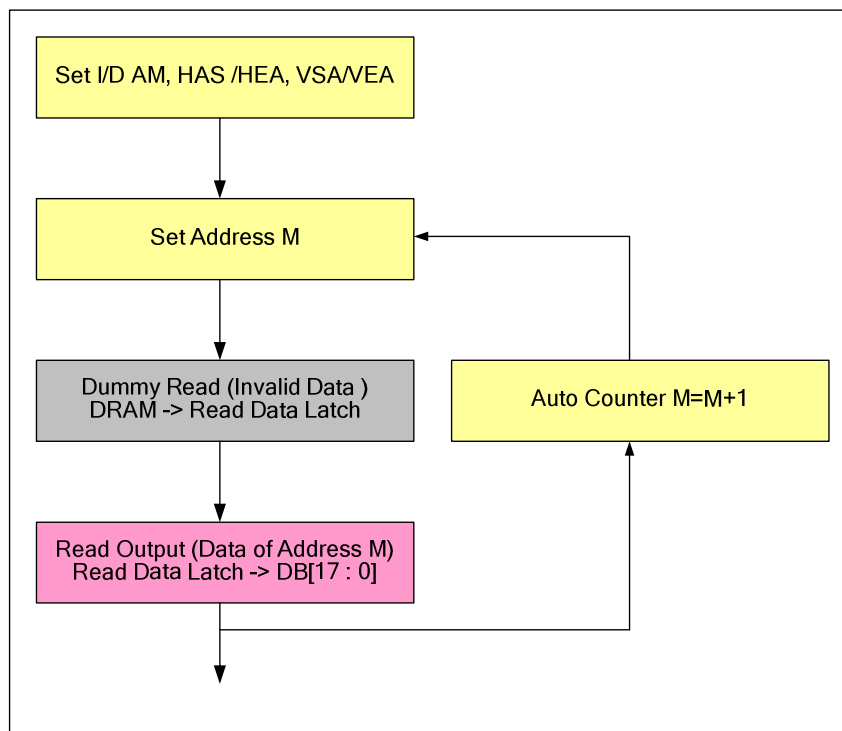 Set I/D AM, HAS /HEA, VSA/VEA
Set Address M
Dummy Read (Invalid Data )
DRAM -> Read Data Latch
Auto Counter M=M+1
Read Output (Data of Address M)
Read Data Latch -> DB[17 : 0]